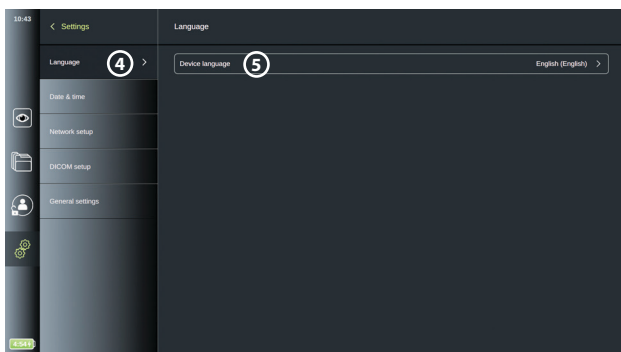 10:43
Settings
Language
Language
4
Device language
5
English (English)
Date & time
Network setup
DICOM setup
General settings
4:54